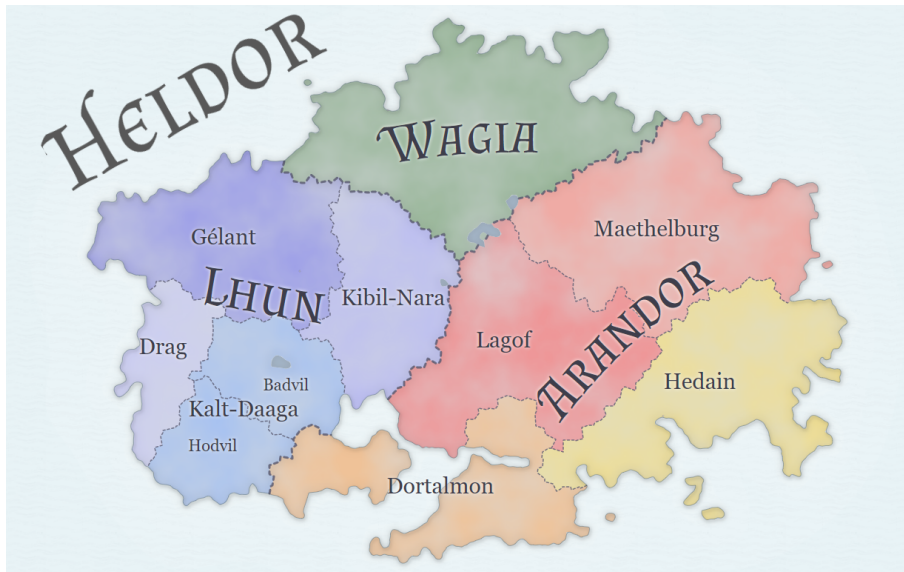 HELDOR
WAGIA
Gélant
Maethelburg
LHUN
Kibil-Nara
Drag
Lagof
ARANDOR
Badvil
Hedain
Kalt-Daaga
Hodvil
Dortalmon